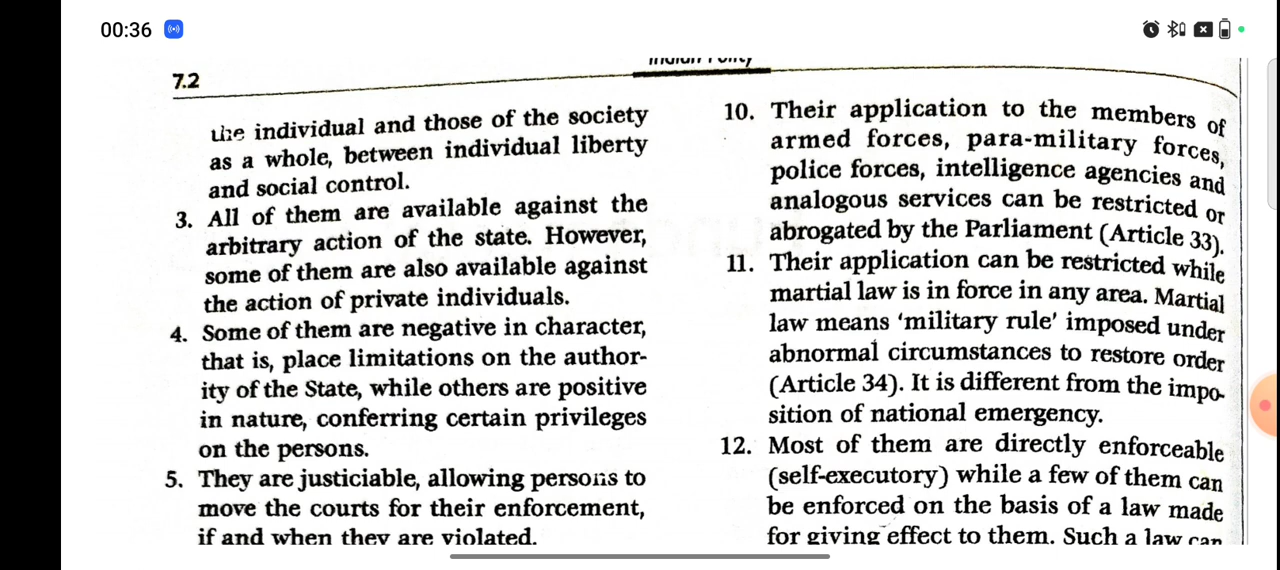 00:36
7.2
Indian Polity
the individual and those of the society
as a whole, between individual liberty
and social control.
3. All of them are available against the
arbitrary action of the state. However,
some of them are also available against
the action of private individuals.
4. Some of them are negative in character,
that is, place limitations on the author-
ity of the State, while others are positive
in nature, conferring certain privileges
on the persons.
5. They are justiciable, allowing persons to
move the courts for their enforcement,
if and when they are violated.
10. Their application to the members of
armed forces, para-military forces,
police forces, intelligence agencies and
analogous services can be restricted or
abrogated by the Parliament (Article 33).
11. Their application can be restricted while
martial law is in force in any area. Martial
law means ‘military rule’ imposed under
abnormal circumstances to restore order
(Article 34). It is different from the impo-
sition of national emergency.
12. Most of them are directly enforceable
(self-executory) while a few of them can
be enforced on the basis of a law made
for giving effect to them. Such a law can